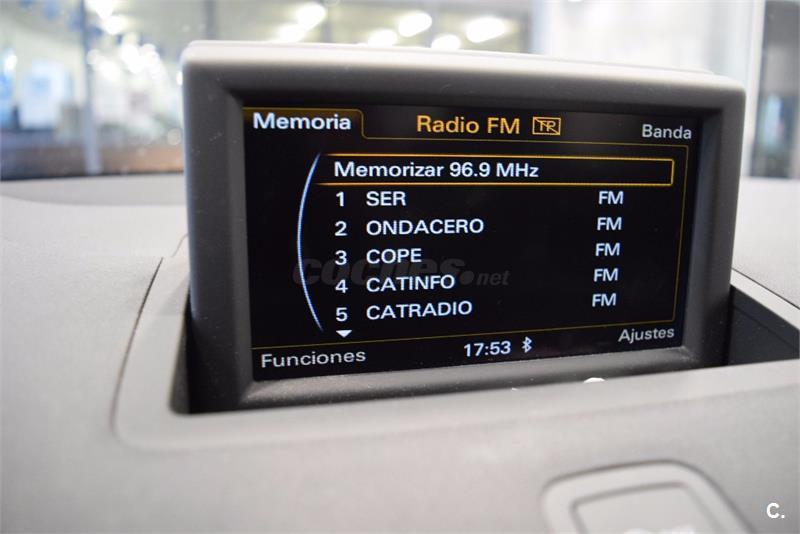 Memoria Radio FM TR Banda
Memorizar 96.9 MHz
1 SER FM
2 ONDACERO FM
3 COPE FM
4 CATINFO FM
5 CATRADIO FM
Funciones 17:53 Ajustes
coches.net
C.